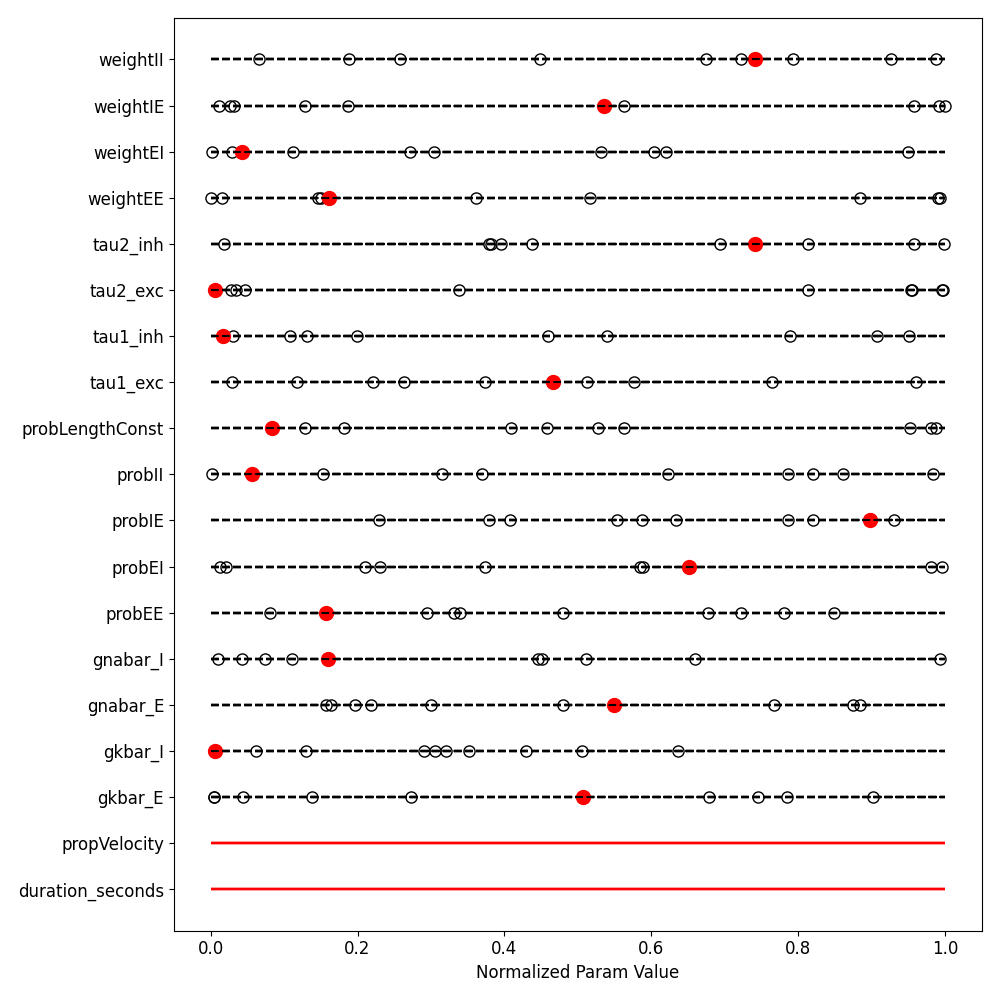 weightII
weightIE
weightEI
weightEE
tau2_inh
tau2_exc
tau1_inh
tau1_exc
probLengthConst
probII
probIE
probEI
probEE
gnabar_I
gnabar_E
gkbar_I
gkbar_E
propVelocity
duration_seconds
0.0 0.2 0.4 0.6 0.8 1.0
Normalized Param Value